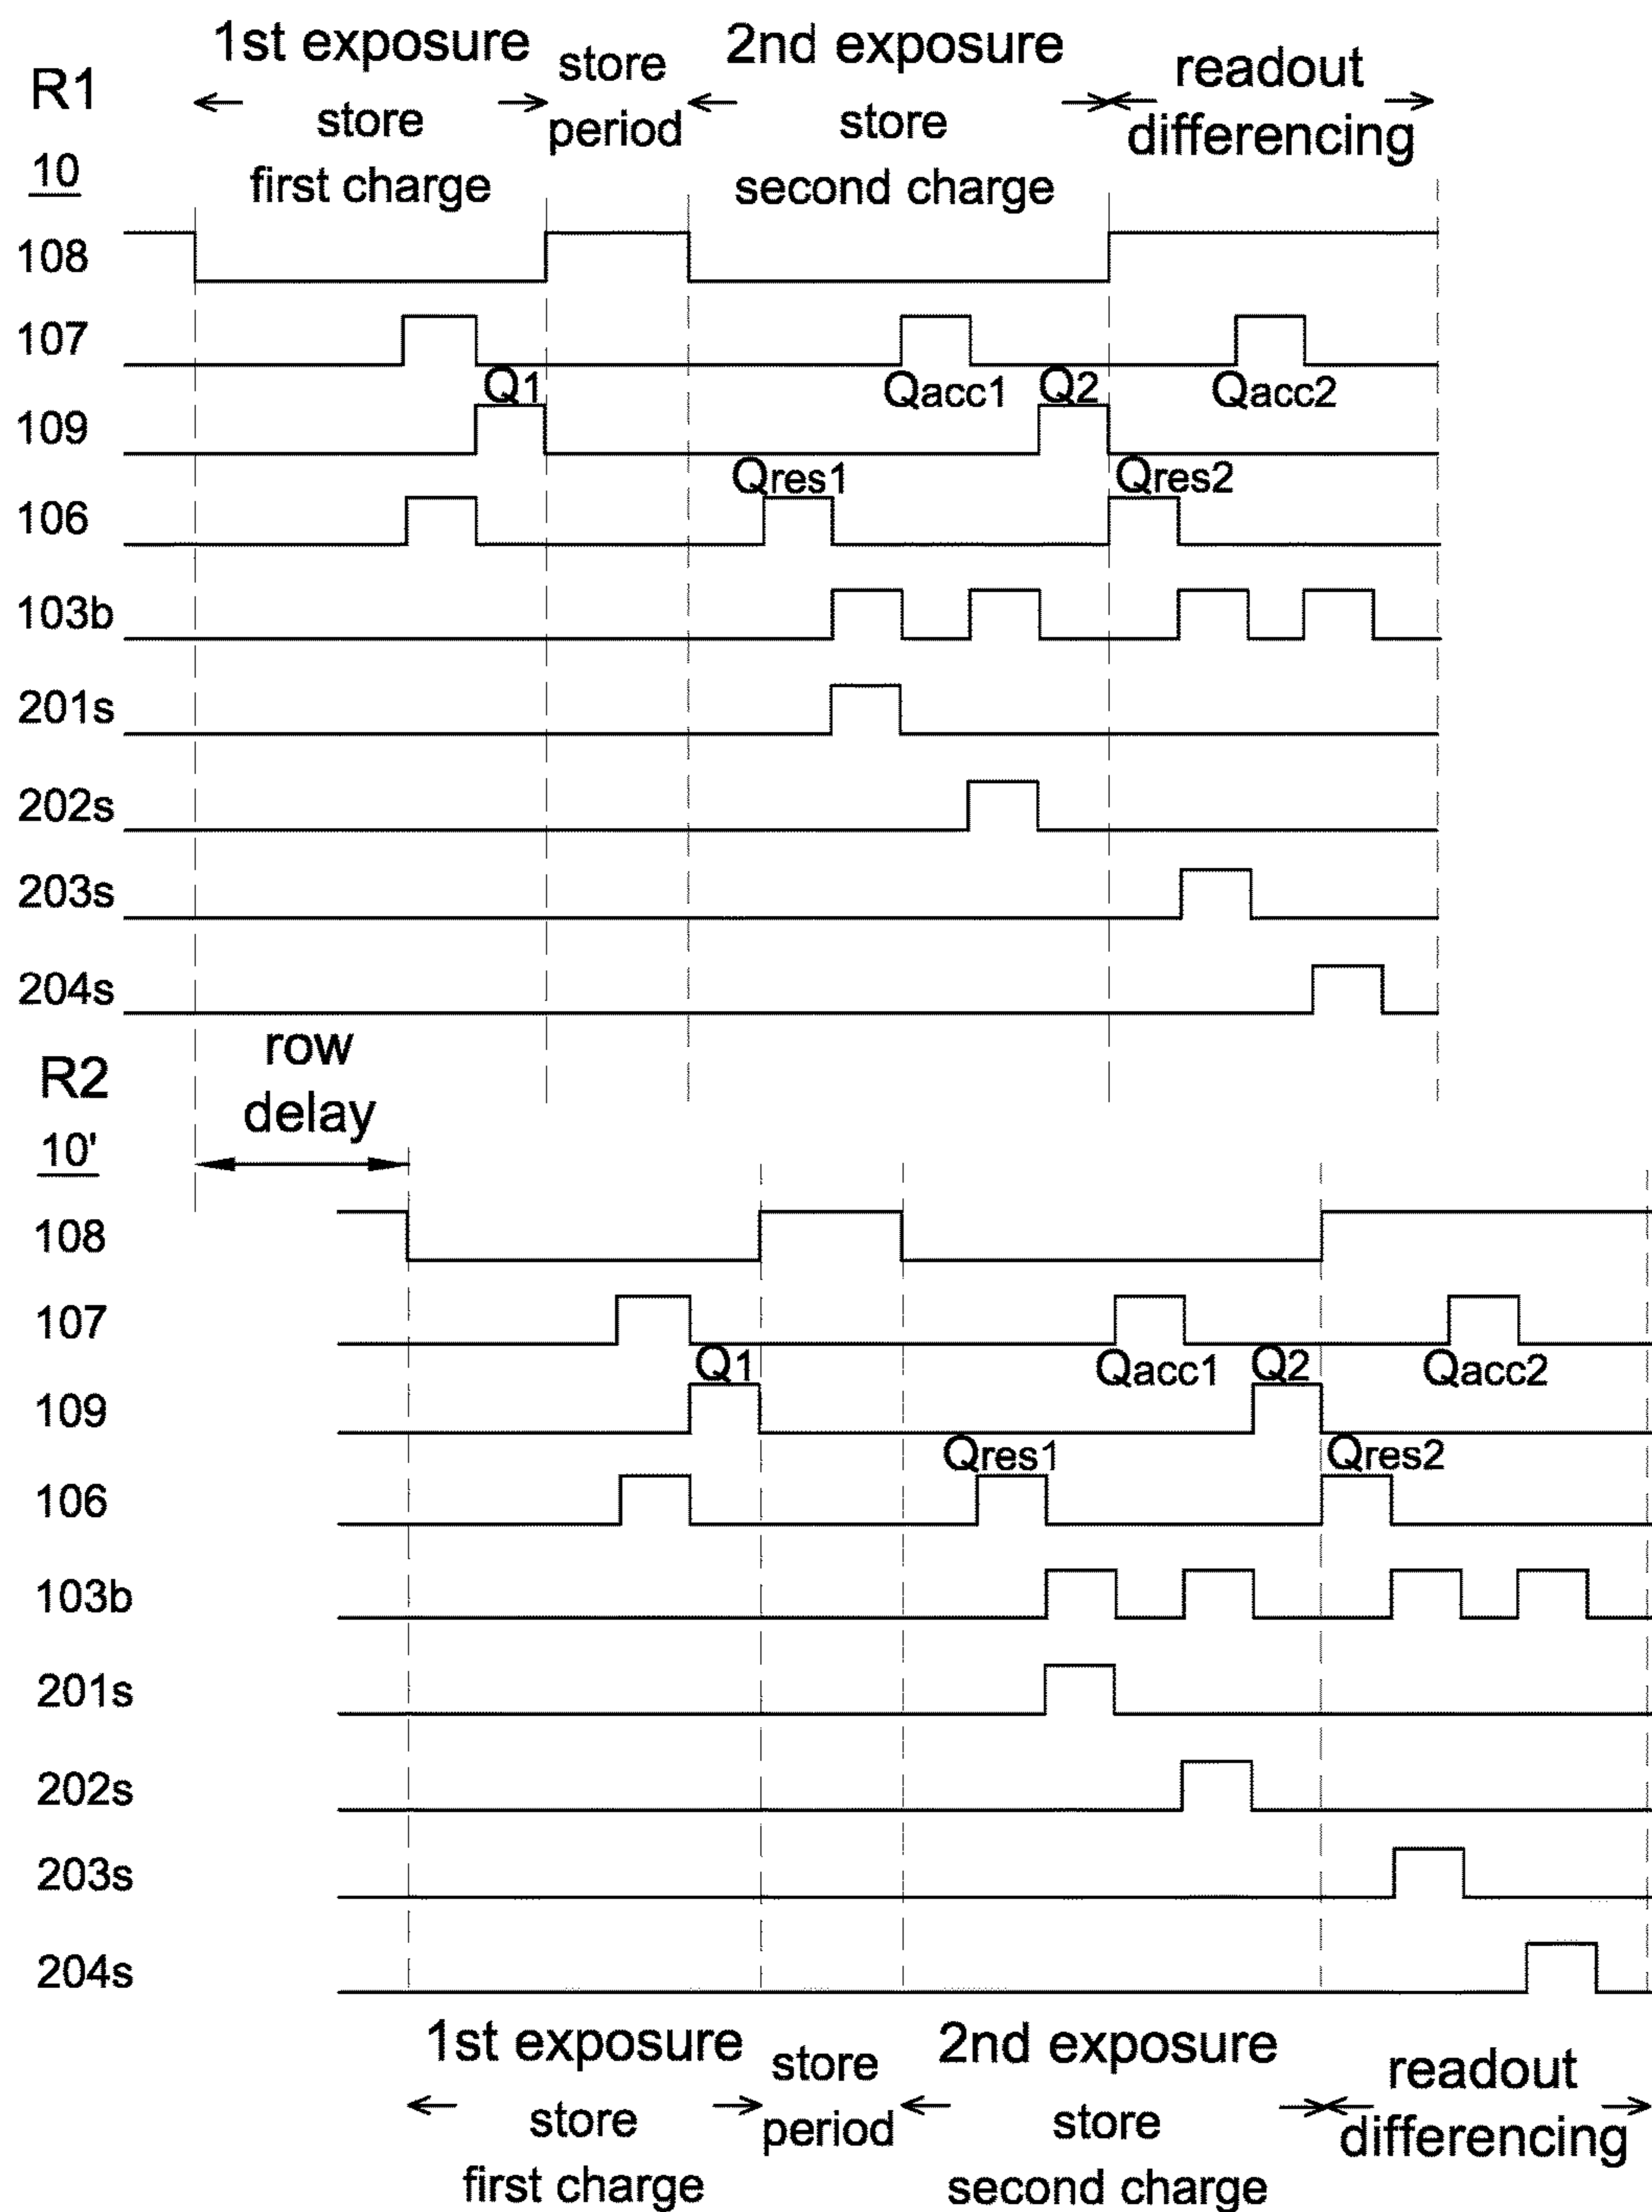 R1
1st exposure
store
first charge
store
period
2nd exposure
store
second charge
readout
differencing
10
108
107
Q1
Qacc1
Q2
Qacc2
109
Qres1
Qres2
106
103b
201s
202s
203s
204s
row
delay
R2
10'
108
107
Q1
Qacc1
Q2
Qacc2
109
Qres1
Qres2
106
103b
201s
202s
203s
204s
1st exposure
store
first charge
store
period
2nd exposure
store
second charge
readout
differencing